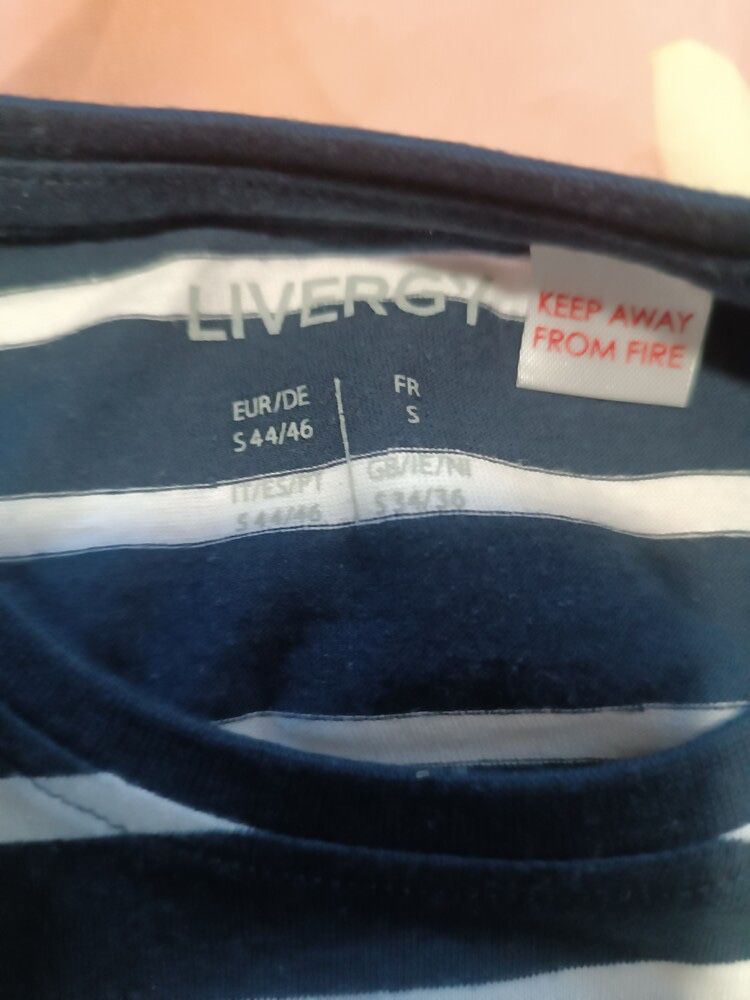 LIVERGY
KEEP AWAY
FROM FIRE
EUR/DE
S 44/46
FR
S
IT/ES/PT
S 44/46
GB/IE/NI
S 34/36